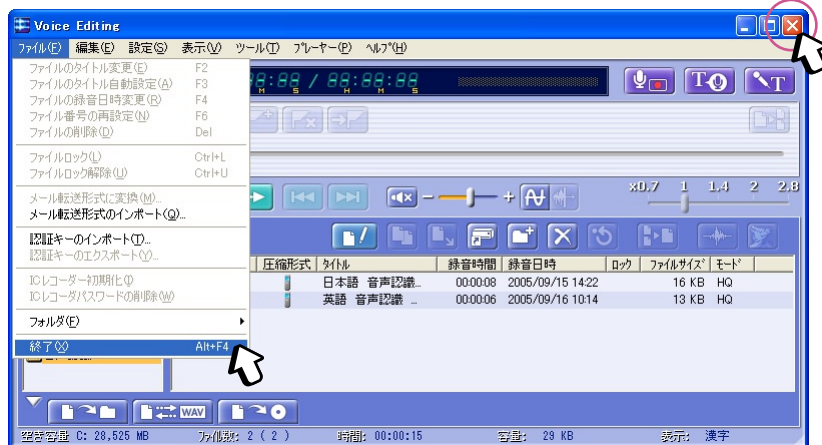 Voice Editing
ファイル(F) 編集(E) 設定(S) 表示(V) ツール(T) プレーヤー(P) ヘルプ(H)
ファイルのタイトル変更(E) F2
ファイルのタイトル自動設定(A) F3
ファイルの録音日時変更(R) F4
ファイル番号の再設定(N) F6
ファイルの削除(D) Del
ファイルロック(L) Ctrl+L
ファイルロック解除(U) Ctrl+U
メール転送形式に変換(M)...
メール転送形式のインポート(O)...
認証キーのインポート(T)...
認証キーのエクスポート(Y)...
ICレコーダー初期化(I)
ICレコーダパスワードの削除(W)
フォルダ(F)
終了(X) Alt+F4
88:88 / 88:88:88
M S H M S
T T
x0.7 1 1.4 2 2.8
圧縮形式 タイトル 録音時間 録音日時 ロック ファイルサイズ モード
日本語 音声認識... 00:00:08 2005/09/15 14:22 16 KB HQ
英語 音声認識 ... 00:00:06 2005/09/16 10:14 13 KB HQ
WAV
空き容量 C: 28,525 MB ファイル数: 2 ( 2 ) 時間: 00:00:15 容量: 29 KB 表示: 漢字